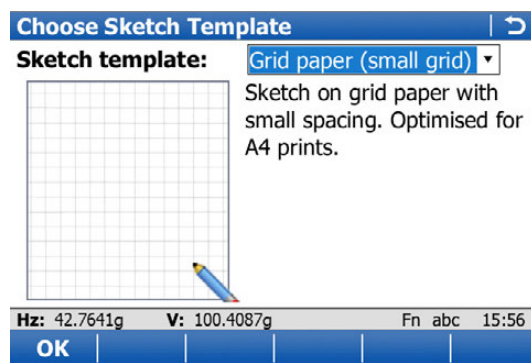 Choose Sketch Template
Sketch template: Grid paper (small grid)
Sketch on grid paper with
small spacing. Optimised for
A4 prints.
Hz: 42.7641g V: 100.4087g Fn abc 15:56
OK